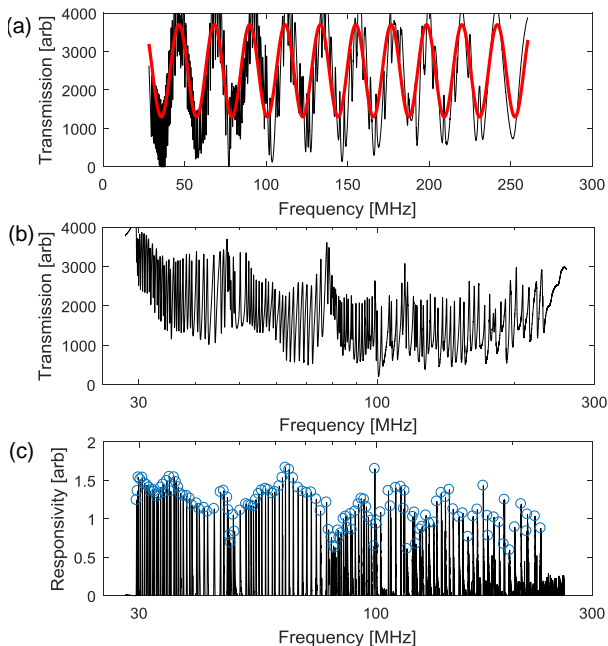 (a)
Transmission [arb]
4000
3000
2000
1000
0
0 50 100 150 200 250 300
Frequency [MHz]
(b)
Transmission [arb]
4000
3000
2000
1000
0
30 100 300
Frequency [MHz]
(c)
Responsivity [arb]
2
1.5
1
0.5
0
30 100 300
Frequency [MHz]